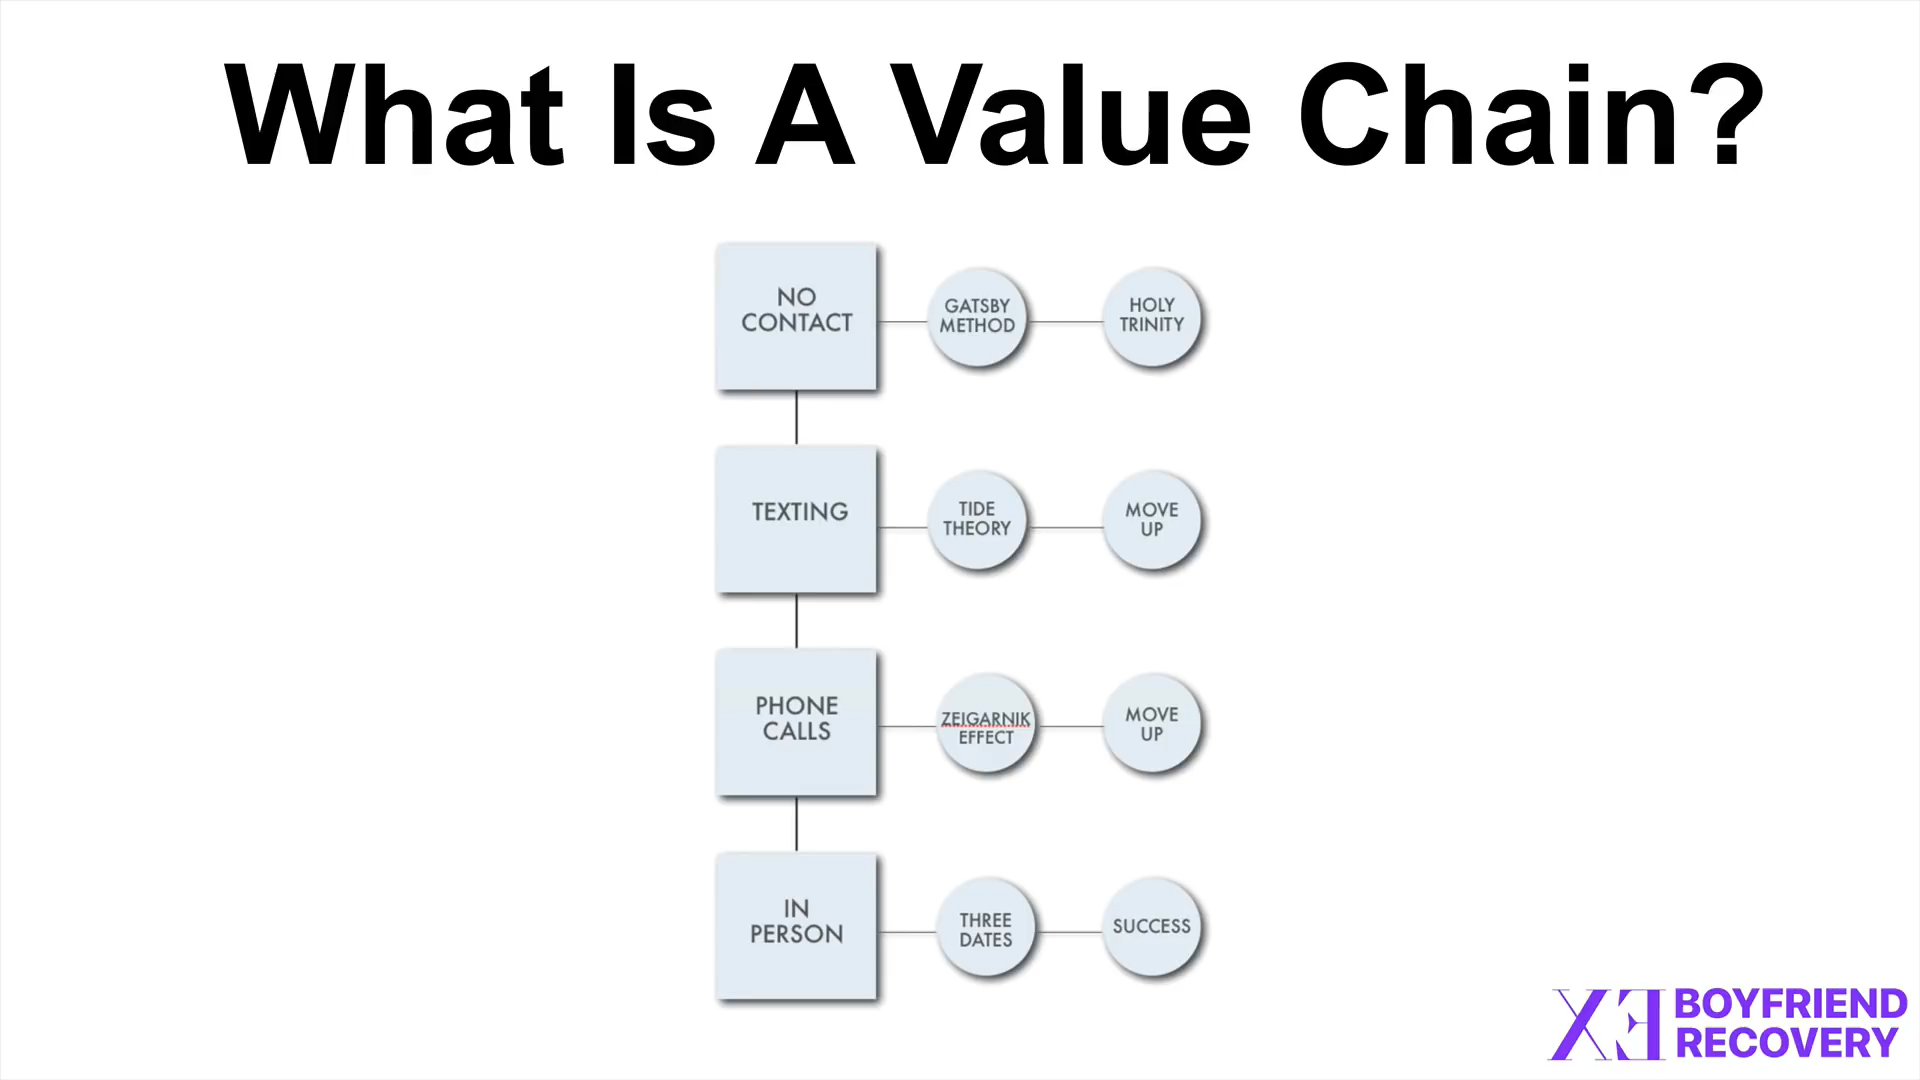 What Is A Value Chain?
NO
CONTACT
GATSBY
METHOD
HOLY
TRINITY
TEXTING
TIDE
THEORY
MOVE
UP
PHONE
CALLS
ZEIGARNIK
EFFECT
MOVE
UP
IN
PERSON
THREE
DATES
SUCCESS
EX BOYFRIEND
RECOVERY